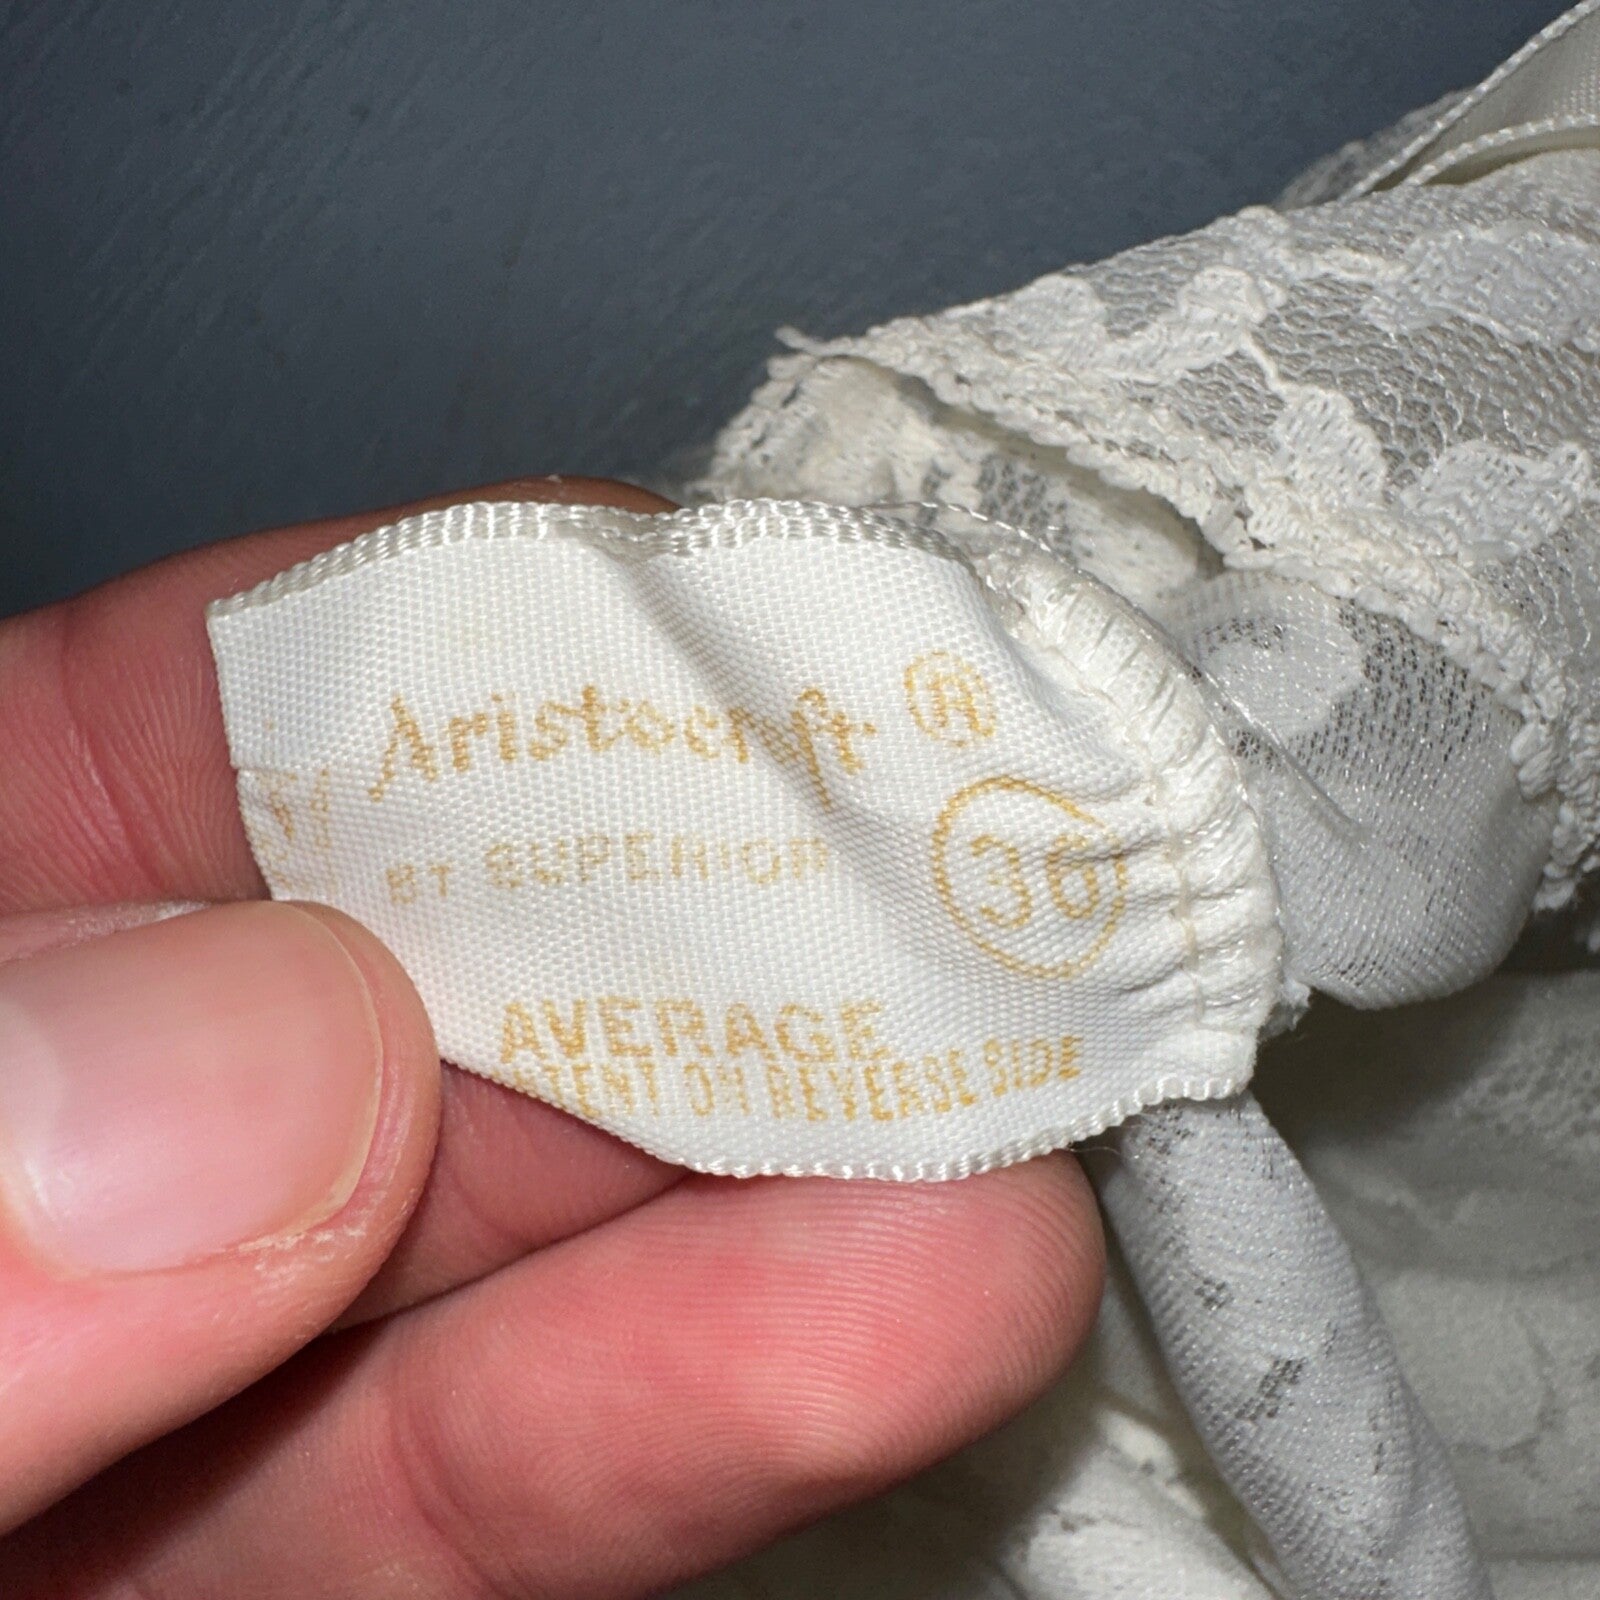 Aristocraft ®
BY SUPERIOR
36
AVERAGE
ON REVERSE SIDE